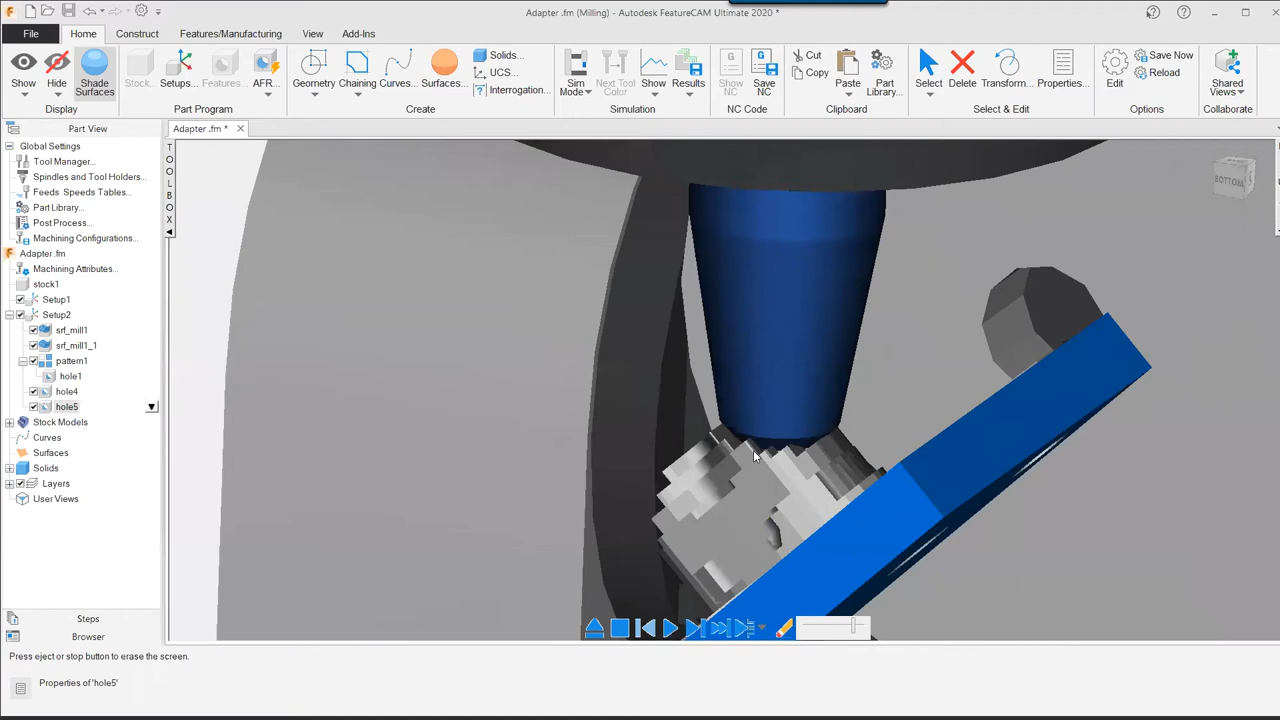 Adapter .fm (Milling) - Autodesk FeatureCAM Ultimate 2020 *
File
Home
Construct
Features/Manufacturing
View
Add-Ins
Show
Hide
Shade
Surfaces
Display
Stock...
Setups...
Features...
AFR...
Part Program
Geometry
Chaining
Curves...
Surfaces...
Solids...
UCS...
Interrogation...
Create
Sim
Mode
Next Tool
Color
Show
Results
Simulation
Show
NC
Save
NC
NC Code
Cut
Copy
Paste
Part
Library...
Clipboard
Select
Delete
Transform...
Properties...
Select & Edit
Edit
Save Now
Reload
Options
Shared
Views
Collaborate
Part View
Adapter .fm *
TOOLBOX
Global Settings
Tool Manager...
Spindles and Tool Holders...
Feeds Speeds Tables...
Part Library...
Post Process...
Machining Configurations...
Adapter .fm
Machining Attributes...
stock1
Setup1
Setup2
srf_mill1
srf_mill1_1
pattern1
hole1
hole4
hole5
Stock Models
Curves
Surfaces
Solids
Layers
User Views
BOTTOM
Steps
Browser
Press eject or stop button to erase the screen.
Properties of 'hole5'